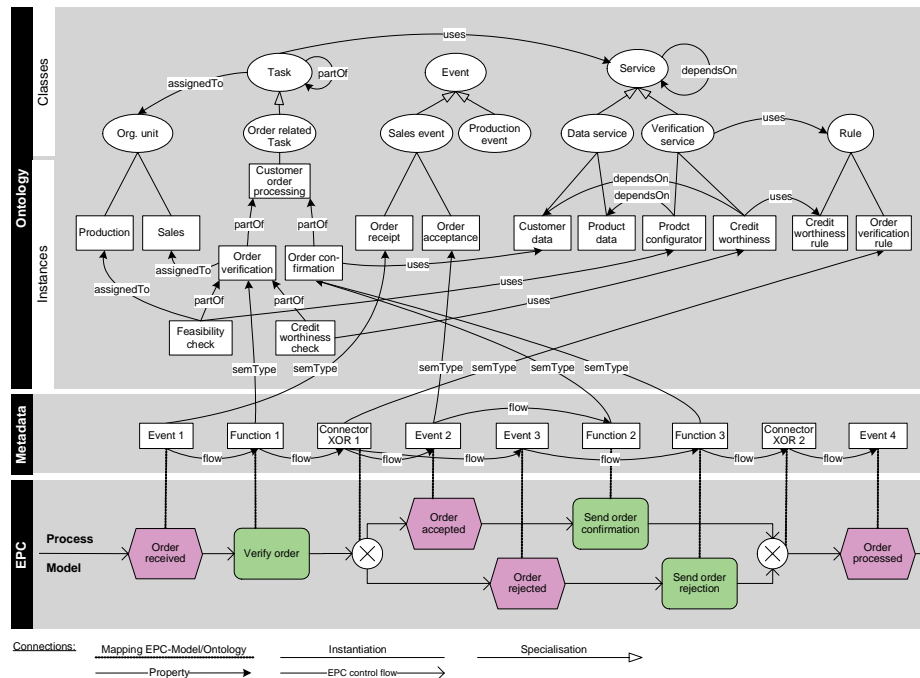 Ontology
Classes
Instances
uses
Task
partOf
Event
Service
dependsOn
assignedTo
Org. unit
Order related
Task
Sales event
Production
event
Data service
Verification
service
uses
Rule
Customer
order
processing
dependsOn
dependsOn
uses
partOf
partOf
Production
Sales
Order
receipt
Order
acceptance
Customer
data
Product
data
Prodct
configurator
Credit
worthiness
Credit
worthiness
rule
Order
verification
rule
assignedTo
Order
verification
Order con-
firmation
uses
assignedTo
partOf
partOf
uses
uses
Feasibility
check
Credit
worthiness
check
semType
semType
semType
semType
semType
semType
Metadata
flow
Event 1
Function 1
Connector
XOR 1
Event 2
Event 3
Function 2
Function 3
Connector
XOR 2
Event 4
flow
flow
flow
flow
flow
flow
flow
EPC
Process
Model
Order
received
Verify order
Order
accepted
Send order
confirmation
Order
rejected
Send order
rejection
Order
processed
Connections:
Mapping EPC-Model/Ontology
Instantiation
Specialisation
Property
EPC control flow